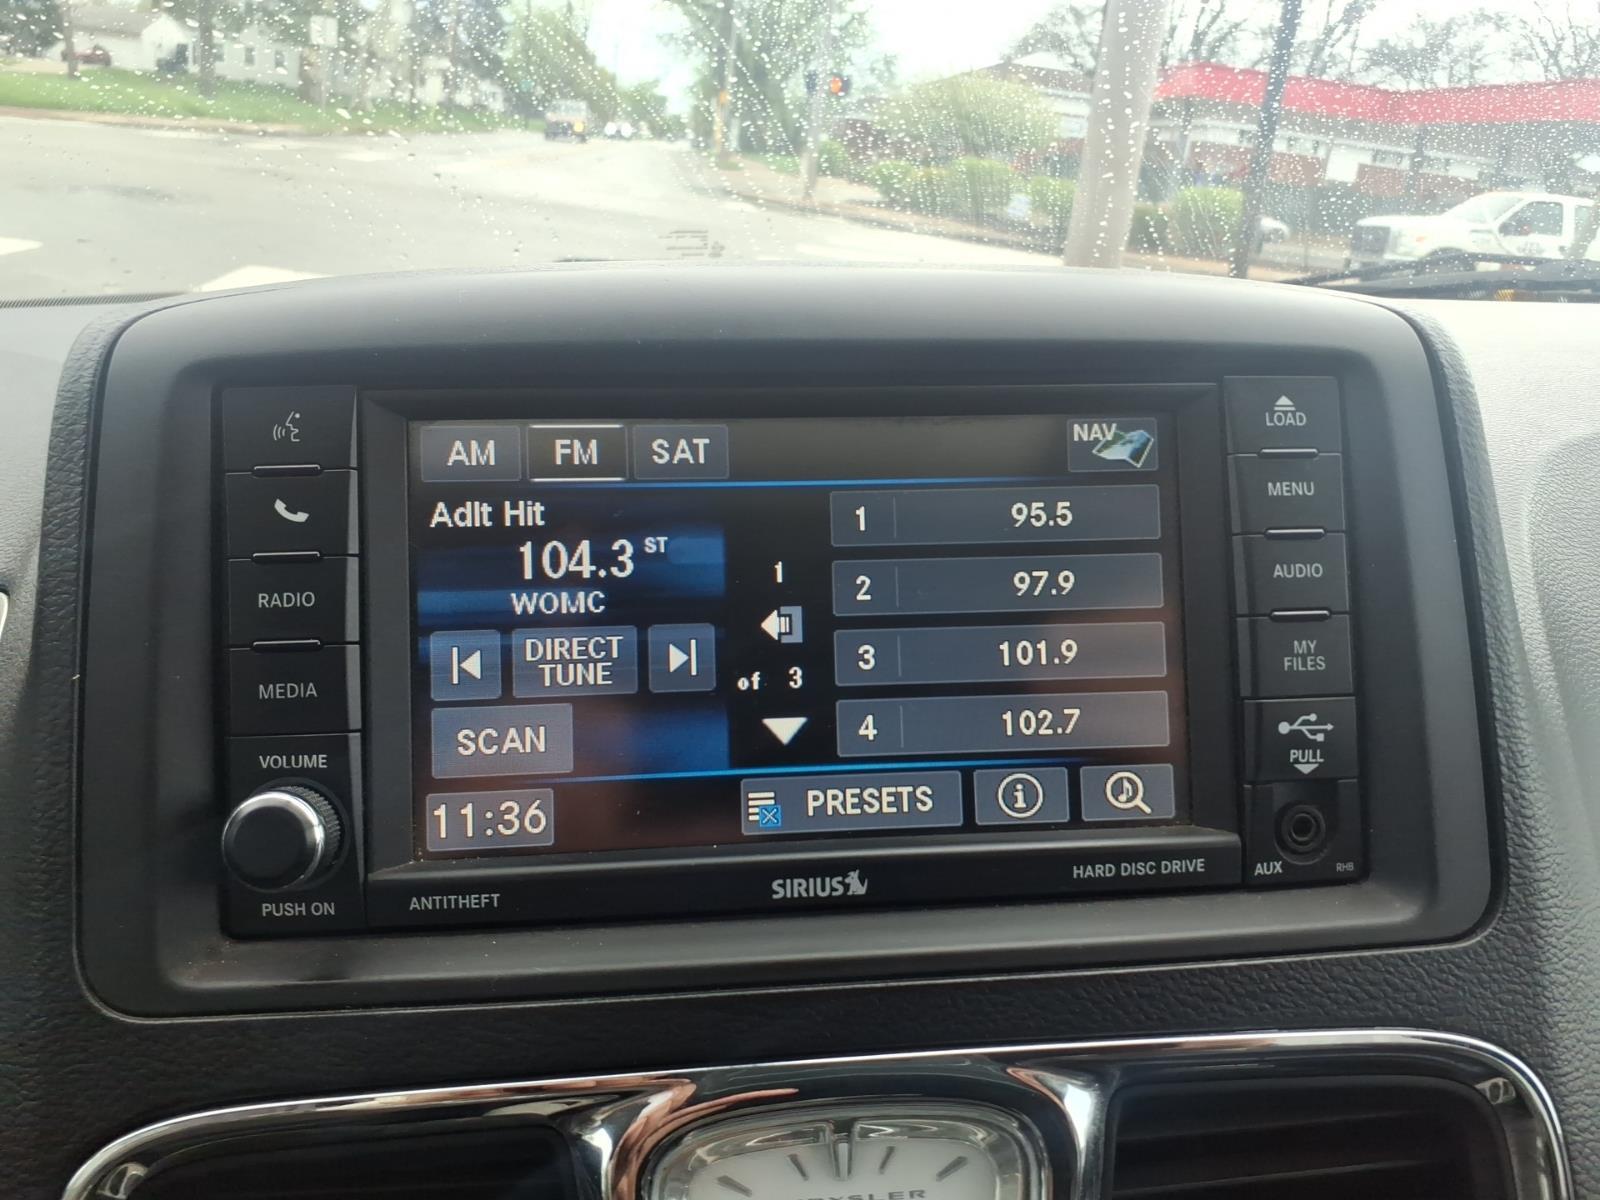 AM FM SAT NAV
Adlt Hit
104.3 ST
WOMC
DIRECT
TUNE
SCAN
11:36
1
of 3
1 95.5
2 97.9
3 101.9
4 102.7
PRESETS
i
RADIO
MEDIA
VOLUME
PUSH ON
LOAD
MENU
AUDIO
MY
FILES
PULL
AUX
RHB
ANTITHEFT
SIRIUS
HARD DISC DRIVE